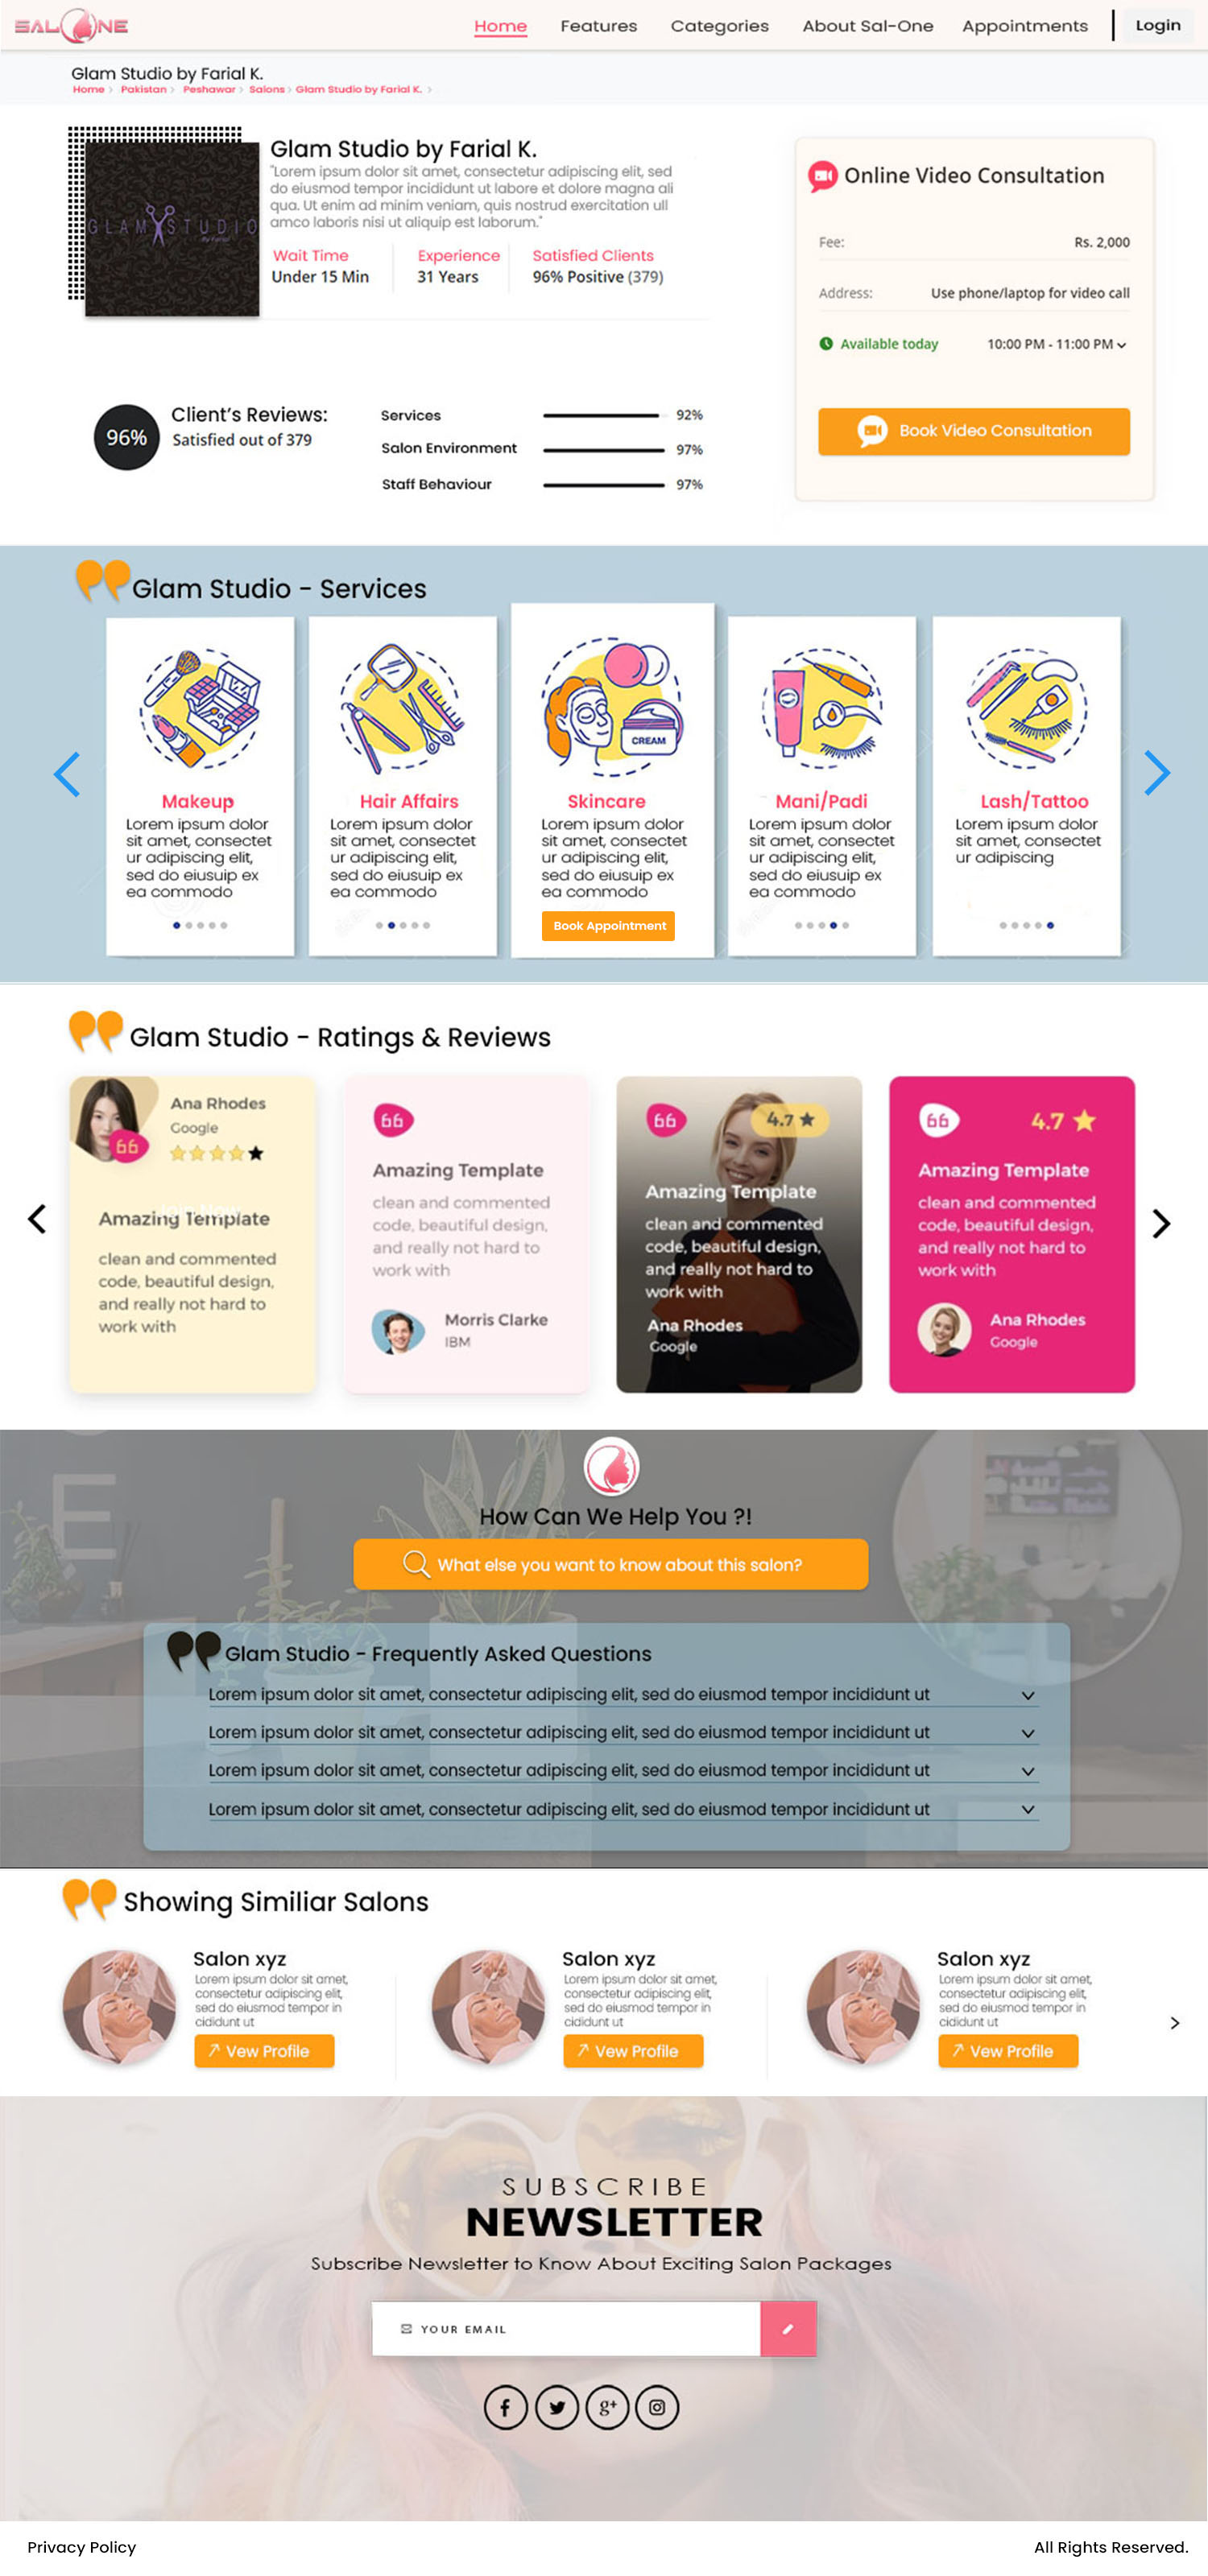 SALONE
Home Features Categories About Sal-One Appointments Login
Glam Studio by Farial K.
Home > Pakistan > Peshawar > Salons > Glam Studio by Farial K. >
GLAM STUDIO
By Farial
Glam Studio by Farial K.
"Lorem ipsum dolor sit amet, consectetur adipiscing elit, sed
do eiusmod tempor incididunt ut labore et dolore magna ali
qua. Ut enim ad minim veniam, quis nostrud exercitation ull
amco laboris nisi ut aliquip est laborum."
Wait Time Experience Satisfied Clients
Under 15 Min 31 Years 96% Positive (379)
Online Video Consultation
Fee: Rs. 2,000
Address: Use phone/laptop for video call
Available today 10:00 PM - 11:00 PM
Book Video Consultation
96%
Client's Reviews:
Satisfied out of 379
Services 92%
Salon Environment 97%
Staff Behaviour 97%
Glam Studio - Services
CREAM
Makeup
Lorem ipsum dolor
sit amet, consectet
ur adipiscing elit,
sed do eiusuip ex
ea commodo
Hair Affairs
Lorem ipsum dolor
sit amet, consectet
ur adipiscing elit,
sed do eiusuip ex
ea commodo
Skincare
Lorem ipsum dolor
sit amet, consectet
ur adipiscing elit,
sed do eiusuip ex
ea commodo
Book Appointment
Mani/Padi
Lorem ipsum dolor
sit amet, consectet
ur adipiscing elit,
sed do eiusuip ex
ea commodo
Lash/Tattoo
Lorem ipsum dolor
sit amet, consectet
ur adipiscing
Glam Studio - Ratings & Reviews
Ana Rhodes
Google
Amazing Template
clean and commented
code, beautiful design,
and really not hard to
work with
Amazing Template
clean and commented
code, beautiful design,
and really not hard to
work with
Morris Clarke
IBM
4.7
Amazing Template
clean and commented
code, beautiful design,
and really not hard to
work with
Ana Rhodes
Google
4.7
Amazing Template
clean and commented
code, beautiful design,
and really not hard to
work with
Ana Rhodes
Google
E
How Can We Help You ?!
What else you want to know about this salon?
Glam Studio - Frequently Asked Questions
Lorem ipsum dolor sit amet, consectetur adipiscing elit, sed do eiusmod tempor incididunt ut
Lorem ipsum dolor sit amet, consectetur adipiscing elit, sed do eiusmod tempor incididunt ut
Lorem ipsum dolor sit amet, consectetur adipiscing elit, sed do eiusmod tempor incididunt ut
Lorem ipsum dolor sit amet, consectetur adipiscing elit, sed do eiusmod tempor incididunt ut
Showing Similiar Salons
Salon xyz
Lorem ipsum dolor sit amet,
consectetur adipiscing elit,
sed do eiusmod tempor in
cididunt ut
Vew Profile
Salon xyz
Lorem ipsum dolor sit amet,
consectetur adipiscing elit,
sed do eiusmod tempor in
cididunt ut
Vew Profile
Salon xyz
Lorem ipsum dolor sit amet,
consectetur adipiscing elit,
sed do eiusmod tempor in
cididunt ut
Vew Profile
SUBSCRIBE
NEWSLETTER
Subscribe Newsletter to Know About Exciting Salon Packages
YOUR EMAIL
f g+
Privacy Policy All Rights Reserved.